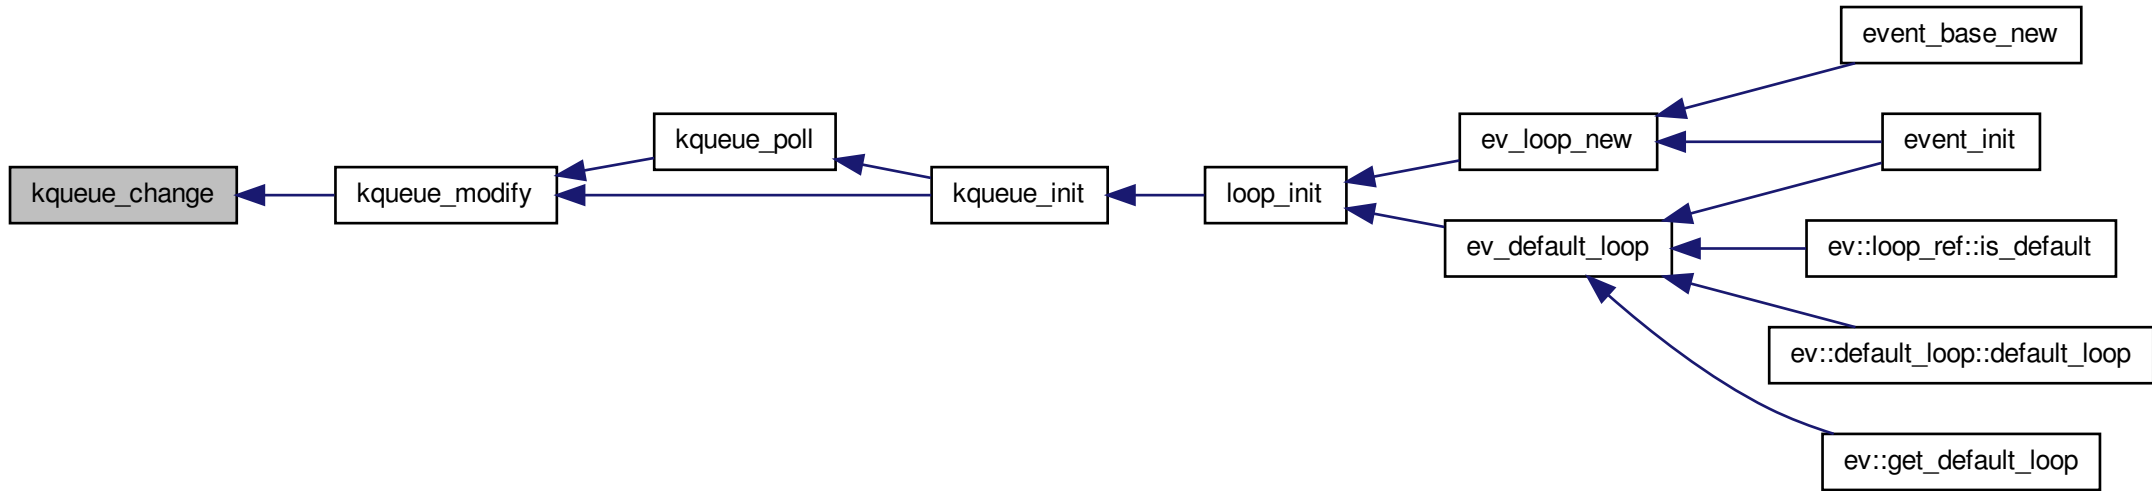 event_base_new
kqueue_poll
ev_loop_new
event_init
kqueue_change
kqueue_modify
kqueue_init
loop_init
ev_default_loop
ev::loop_ref::is_default
ev::default_loop::default_loop
ev::get_default_loop